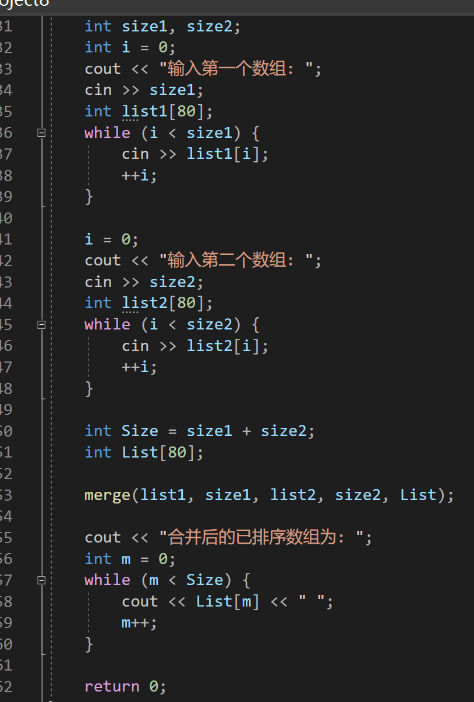 31 int size1, size2;
32 int i = 0;
33 cout << "输入第一个数组: ";
34 cin >> size1;
35 int list1[80];
36 while (i < size1) {
37 cin >> list1[i];
38 ++i;
39 }
40
41 i = 0;
42 cout << "输入第二个数组: ";
43 cin >> size2;
44 int list2[80];
45 while (i < size2) {
46 cin >> list2[i];
47 ++i;
48 }
49
50 int Size = size1 + size2;
51 int List[80];
52
53 merge(list1, size1, list2, size2, List);
54
55 cout << "合并后的已排序数组为: ";
56 int m = 0;
57 while (m < Size) {
58 cout << List[m] << " ";
59 m++;
60 }
61
62 return 0;